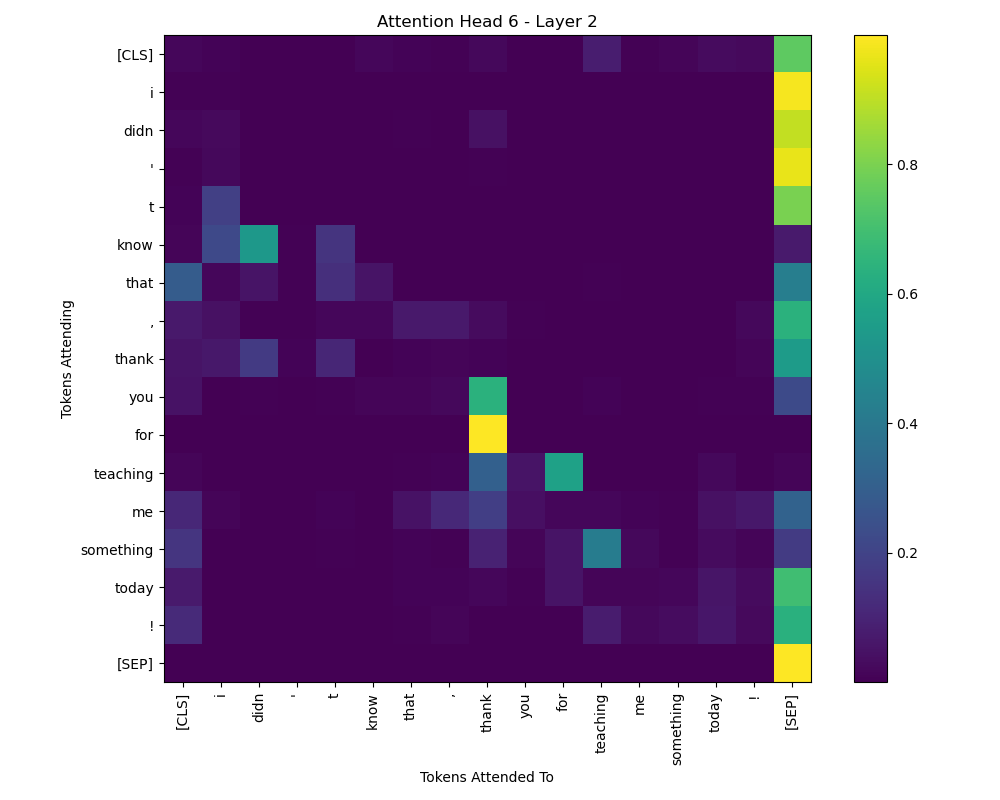 Attention Head 6 - Layer 2
Tokens Attending
[CLS]
i
didn
'
t
know
that
,
thank
you
for
teaching
me
something
today
!
[SEP]
[CLS]
i
didn
'
t
know
that
,
thank
you
for
teaching
me
something
today
!
[SEP]
Tokens Attended To
0.8
0.6
0.4
0.2